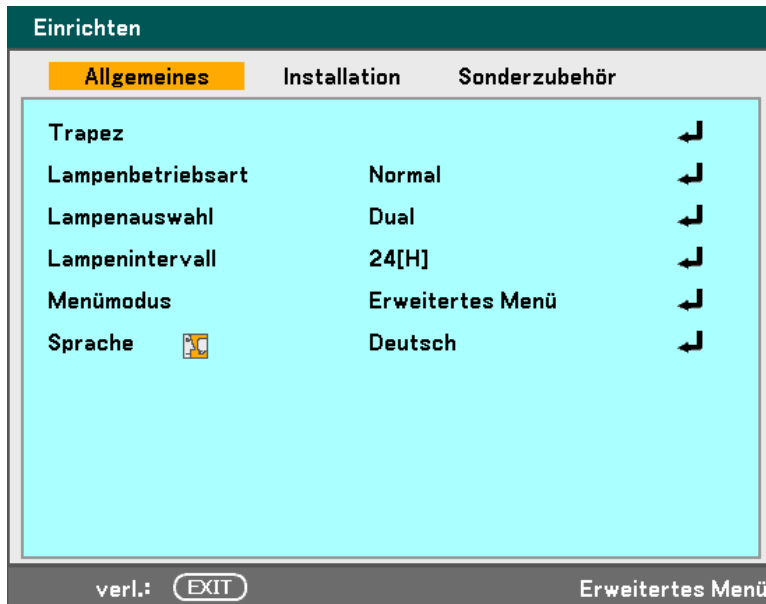 Einrichten
Allgemeines Installation Sonderzubehör
Trapez
Lampenbetriebsart Normal
Lampenauswahl Dual
Lampenintervall 24[H]
Menümodus Erweitertes Menü
Sprache Deutsch
verl.: EXIT Erweitertes Menü